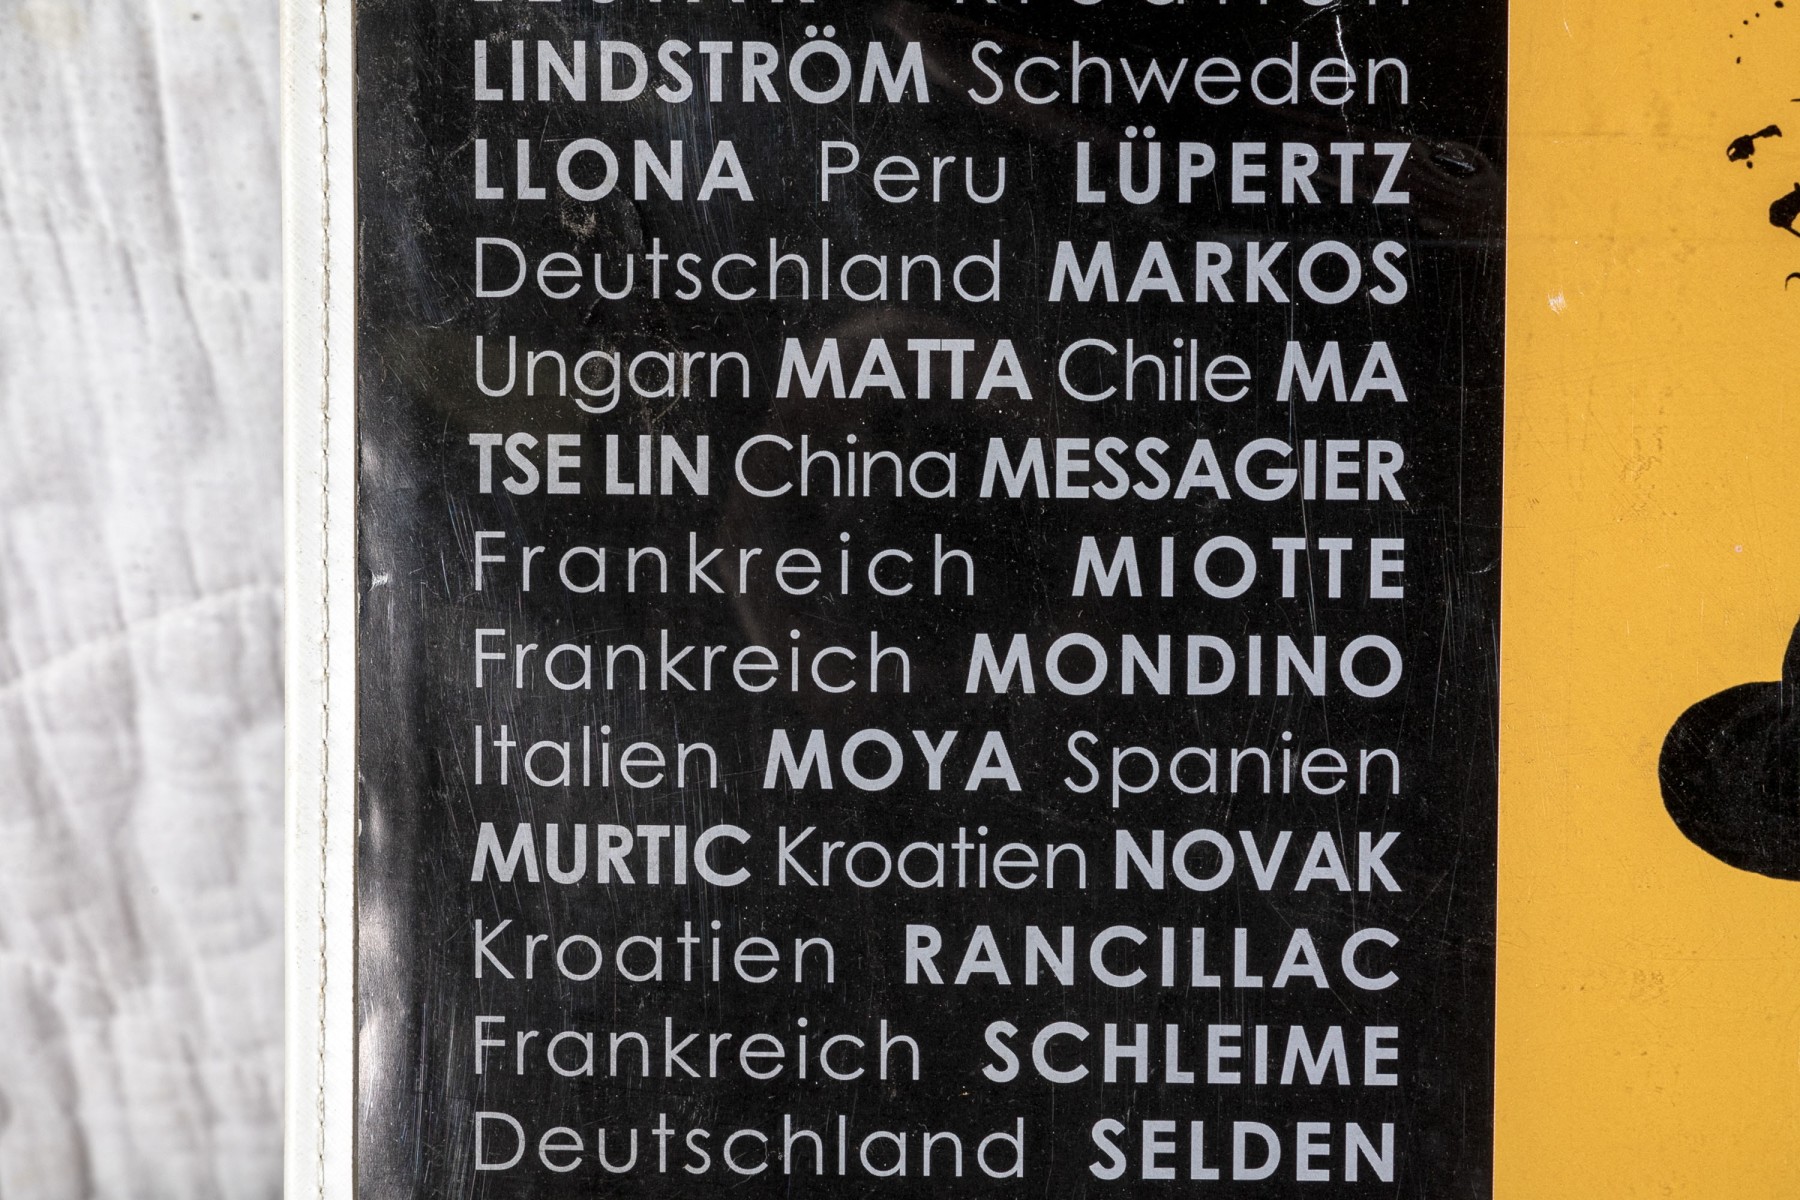 LINDSTRÖM Schweden
LLONA Peru LÜPERTZ
Deutschland MARKOS
Ungarn MATTA Chile MA
TSE LIN China MESSAGIER
Frankreich MIOTTE
Frankreich MONDINO
Italien MOYA Spanien
MURTIC Kroatien NOVAK
Kroatien RANCILLAC
Frankreich SCHLEIME
Deutschland SELDEN